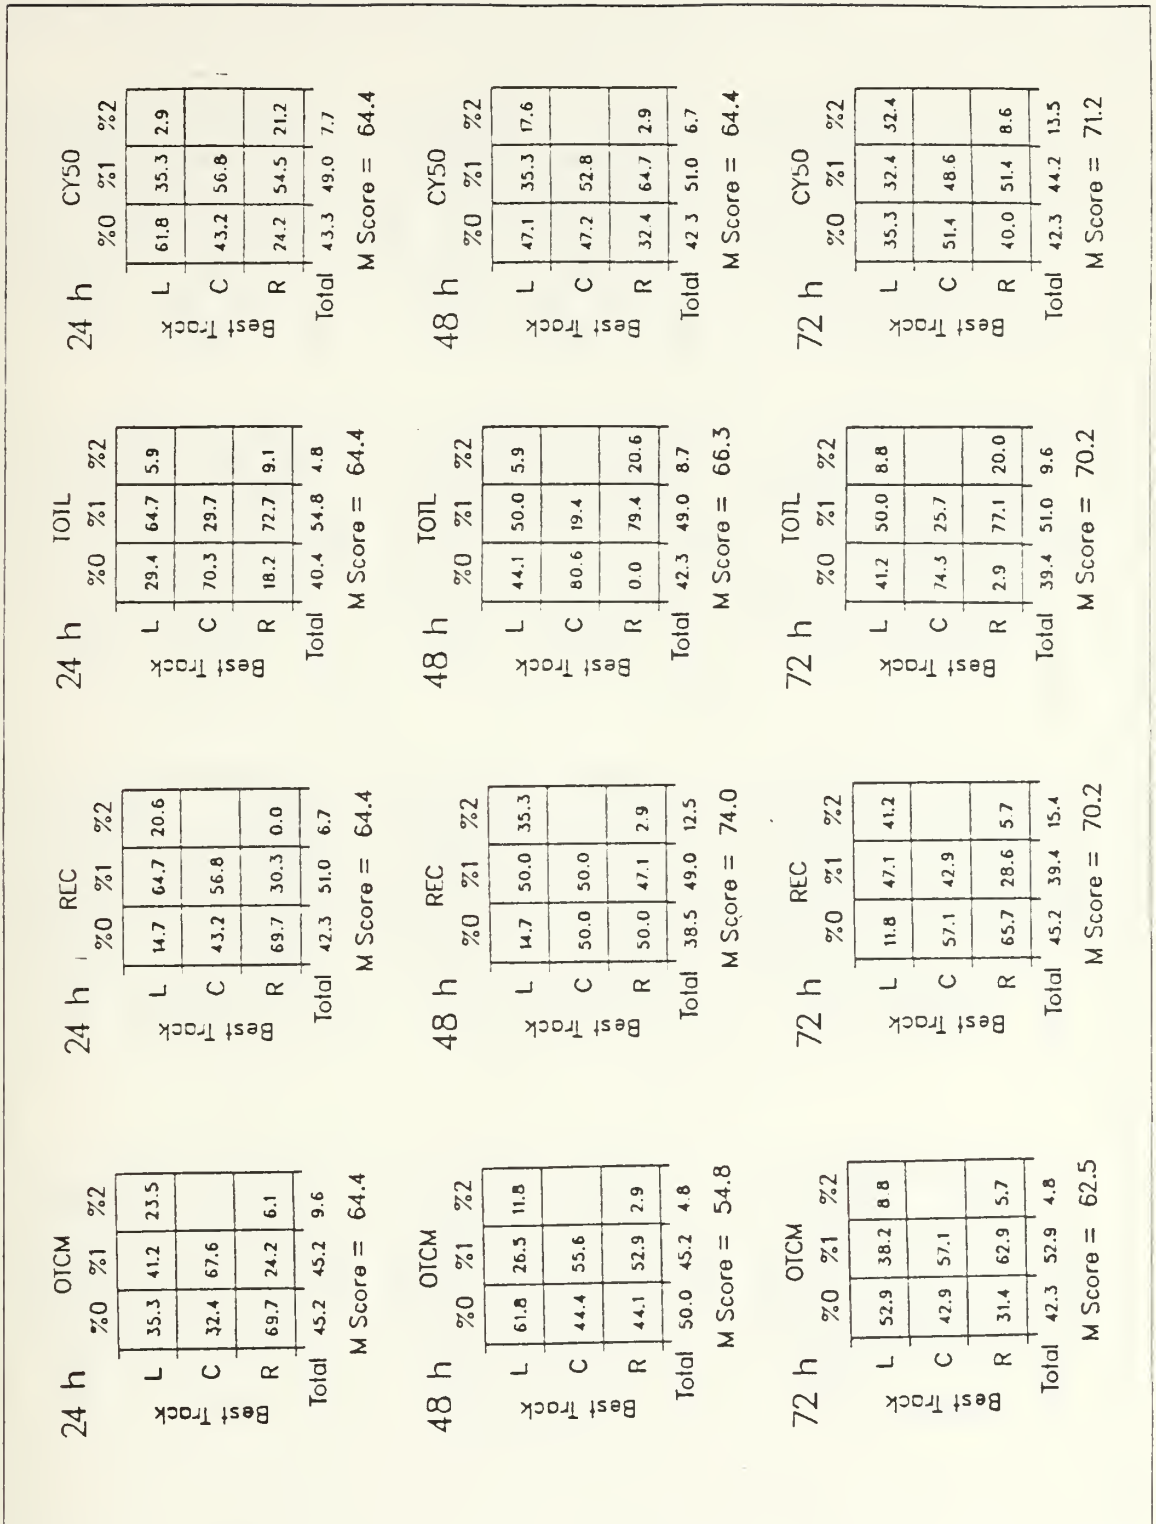 24 h
OTCM
%0 %1 %2
Best Track
L 35.3 41.2 23.5
C 32.4 67.6
R 69.7 24.2 6.1
Total 45.2 45.2 9.6
M Score = 64.4
24 h
REC
%0 %1 %2
Best Track
L 14.7 64.7 20.6
C 43.2 56.8
R 69.7 30.3 0.0
Total 42.3 51.0 6.7
M Score = 64.4
24 h
TOTL
%0 %1 %2
Best Track
L 29.4 64.7 5.9
C 70.3 29.7
R 18.2 72.7 9.1
Total 40.4 54.8 4.8
M Score = 64.4
24 h
CY50
%0 %1 %2
Best Track
L 61.8 35.3 2.9
C 43.2 56.8
R 24.2 54.5 21.2
Total 43.3 49.0 7.7
M Score = 64.4
48 h
OTCM
%0 %1 %2
Best Track
L 61.8 26.5 11.8
C 44.4 55.6
R 44.1 52.9 2.9
Total 50.0 45.2 4.8
M Score = 54.8
48 h
REC
%0 %1 %2
Best Track
L 14.7 50.0 35.3
C 50.0 50.0
R 50.0 47.1 2.9
Total 38.5 49.0 12.5
M Score = 74.0
48 h
TOTL
%0 %1 %2
Best Track
L 44.1 50.0 5.9
C 80.6 19.4
R 0.0 79.4 20.6
Total 42.3 49.0 8.7
M Score = 66.3
48 h
CY50
%0 %1 %2
Best Track
L 47.1 35.3 17.6
C 47.2 52.8
R 32.4 64.7 2.9
Total 42 3 51.0 6.7
M Score = 64.4
72 h
OTCM
%0 %1 %2
Best Track
L 52.9 38.2 8 8
C 42.9 57.1
R 31.4 62.9 5.7
Total 42.3 52.9 4.8
M Score = 62.5
72 h
REC
%0 %1 %2
Best Track
L 11.8 47.1 41.2
C 57.1 42.9
R 65.7 28.6 5.7
Total 45.2 39.4 15.4
M Score = 70.2
72 h
TOTL
%0 %1 %2
Best Track
L 41.2 50.0 8.8
C 74.3 25.7
R 2.9 77.1 20.0
Total 39.4 51.0 9.6
M Score = 70.2
72 h
CY50
%0 %1 %2
Best Track
L 35.3 32.4 32.4
C 51.4 48.6
R 40.0 51.4 8.6
Total 42.3 44.2 13.5
M Score = 71.2